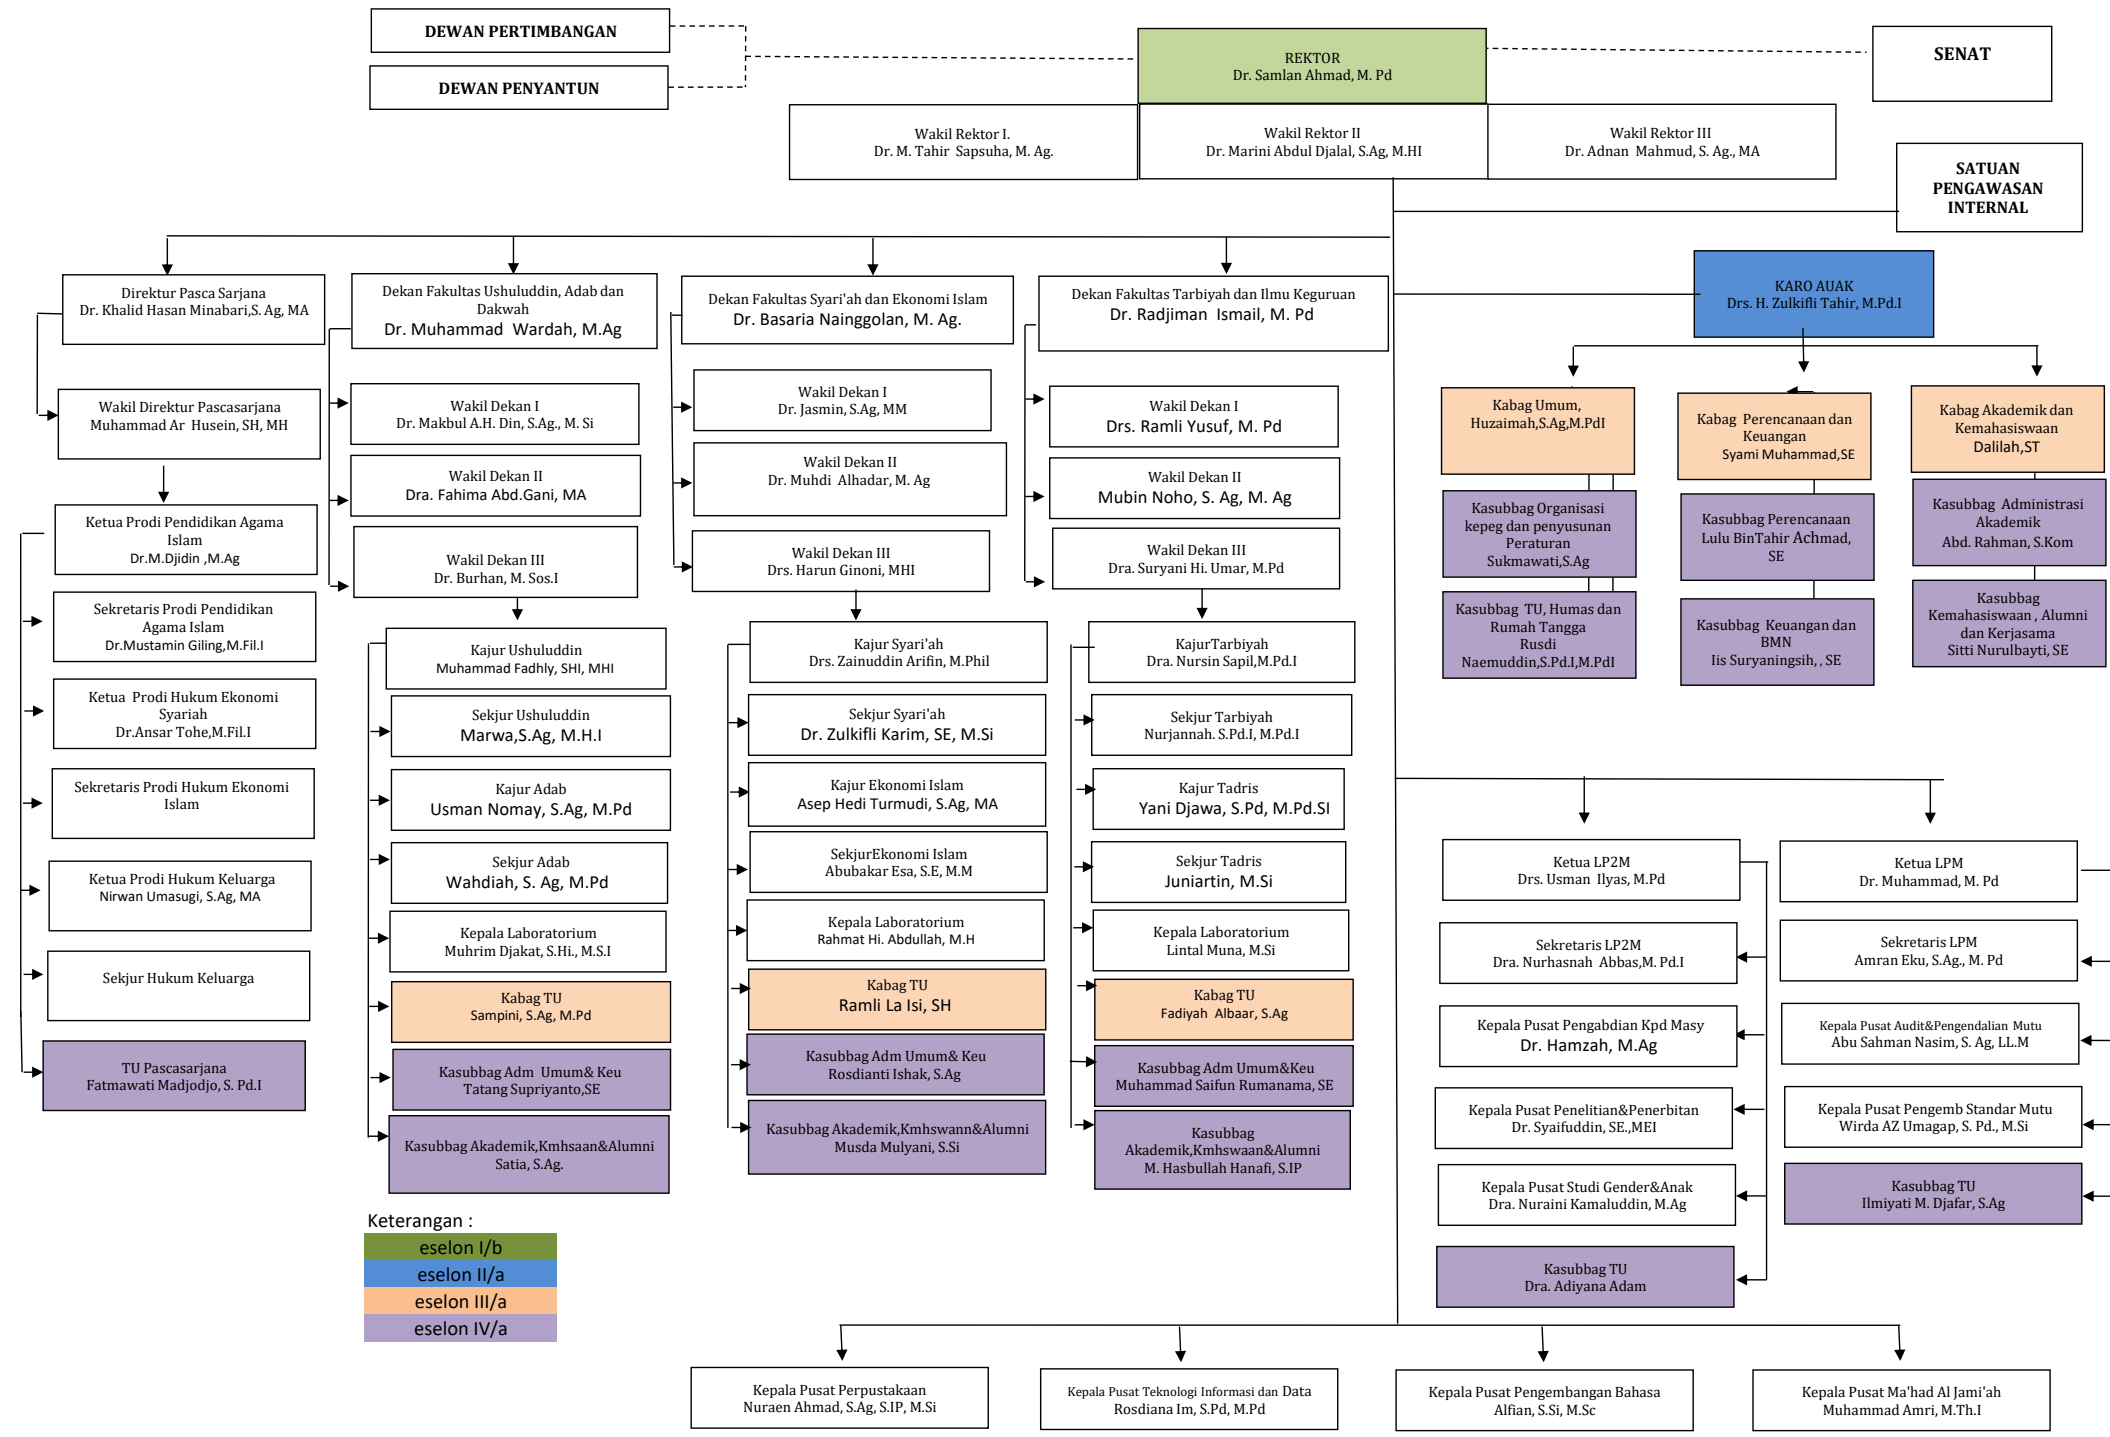 DEWAN PERTIMBANGAN
DEWAN PENYANTUN
REKTOR
Dr. Samlan Ahmad, M. Pd
SENAT
Wakil Rektor I.
Dr. M. Tahir Sapsuha, M. Ag.
Wakil Rektor II
Dr. Marini Abdul Djalal, S.Ag, M.HI
Wakil Rektor III
Dr. Adnan Mahmud, S. Ag., MA
SATUAN
PENGAWASAN
INTERNAL
Direktur Pasca Sarjana
Dr. Khalid Hasan Minabari,S. Ag, MA
Wakil Direktur Pascasarjana
Muhammad Ar Husein, SH, MH
Ketua Prodi Pendidikan Agama
Islam
Dr.M.Djidin ,M.Ag
Sekretaris Prodi Pendidikan
Agama Islam
Dr.Mustamin Giling,M.Fil.I
Ketua Prodi Hukum Ekonomi
Syariah
Dr.Ansar Tohe,M.Fil.I
Sekretaris Prodi Hukum Ekonomi
Islam
Ketua Prodi Hukum Keluarga
Nirwan Umasugi, S.Ag, MA
Sekjur Hukum Keluarga
TU Pascasarjana
Fatmawati Madjodjo, S. Pd.I
Dekan Fakultas Ushuluddin, Adab dan
Dakwah
Dr. Muhammad Wardah, M.Ag
Wakil Dekan I
Dr. Makbul A.H. Din, S.Ag., M. Si
Wakil Dekan II
Dra. Fahima Abd.Gani, MA
Wakil Dekan III
Dr. Burhan, M. Sos.I
Kajur Ushuluddin
Muhammad Fadhly, SHI, MHI
Sekjur Ushuluddin
Marwa,S.Ag, M.H.I
Kajur Adab
Usman Nomay, S.Ag, M.Pd
Sekjur Adab
Wahdiah, S. Ag, M.Pd
Kepala Laboratorium
Muhrim Djakat, S.Hi., M.S.I
Kabag TU
Sampini, S.Ag, M.Pd
Kasubbag Adm Umum& Keu
Tatang Supriyanto,SE
Kasubbag Akademik,Kmhsaan&Alumni
Satia, S.Ag.
Dekan Fakultas Syari'ah dan Ekonomi Islam
Dr. Basaria Nainggolan, M. Ag.
Wakil Dekan I
Dr. Jasmin, S.Ag, MM
Wakil Dekan II
Dr. Muhdi Alhadar, M. Ag
Wakil Dekan III
Drs. Harun Ginoni, MHI
Kajur Syari'ah
Drs. Zainuddin Arifin, M.Phil
Sekjur Syari'ah
Dr. Zulkifli Karim, SE, M.Si
Kajur Ekonomi Islam
Asep Hedi Turmudi, S.Ag, MA
SekjurEkonomi Islam
Abubakar Esa, S.E, M.M
Kepala Laboratorium
Rahmat Hi. Abdullah, M.H
Kabag TU
Ramli La Isi, SH
Kasubbag Adm Umum& Keu
Rosdianti Ishak, S.Ag
Kasubbag Akademik,Kmhswann&Alumni
Musda Mulyani, S.Si
Dekan Fakultas Tarbiyah dan Ilmu Keguruan
Dr. Radjiman Ismail, M. Pd
Wakil Dekan I
Drs. Ramli Yusuf, M. Pd
Wakil Dekan II
Mubin Noho, S. Ag, M. Ag
Wakil Dekan III
Dra. Suryani Hi. Umar, M.Pd
KajurTarbiyah
Dra. Nursin Sapil,M.Pd.I
Sekjur Tarbiyah
Nurjannah. S.Pd.I, M.Pd.I
Kajur Tadris
Yani Djawa, S.Pd, M.Pd.SI
Sekjur Tadris
Juniartin, M.Si
Kepala Laboratorium
Lintal Muna, M.Si
Kabag TU
Fadiyah Albaar, S.Ag
Kasubbag Adm Umum&Keu
Muhammad Saifun Rumanama, SE
Kasubbag
Akademik,Kmhswaan&Alumni
M. Hasbullah Hanafi, S.IP
KARO AUAK
Drs. H. Zulkifli Tahir, M.Pd.I
Kabag Umum,
Huzaimah,S.Ag,M.PdI
Kasubbag Organisasi
kepeg dan penyusunan
Peraturan
Sukmawati,S.Ag
Kasubbag TU, Humas dan
Rumah Tangga
Rusdi
Naemuddin,S.Pd.I,M.PdI
Kabag Perencanaan dan
Keuangan
Syami Muhammad,SE
Kasubbag Perencanaan
Lulu BinTahir Achmad,
SE
Kasubbag Keuangan dan
BMN
Iis Suryaningsih, , SE
Kabag Akademik dan
Kemahasiswaan
Dalilah,ST
Kasubbag Administrasi
Akademik
Abd. Rahman, S.Kom
Kasubbag
Kemahasiswaan , Alumni
dan Kerjasama
Sitti Nurulbayti, SE
Ketua LP2M
Drs. Usman Ilyas, M.Pd
Sekretaris LP2M
Dra. Nurhasnah Abbas,M. Pd.I
Kepala Pusat Pengabdian Kpd Masy
Dr. Hamzah, M.Ag
Kepala Pusat Penelitian&Penerbitan
Dr. Syaifuddin, SE.,MEI
Kepala Pusat Studi Gender&Anak
Dra. Nuraini Kamaluddin, M.Ag
Kasubbag TU
Dra. Adiyana Adam
Ketua LPM
Dr. Muhammad, M. Pd
Sekretaris LPM
Amran Eku, S.Ag., M. Pd
Kepala Pusat Audit&Pengendalian Mutu
Abu Sahman Nasim, S. Ag, LL.M
Kepala Pusat Pengemb Standar Mutu
Wirda AZ Umagap, S. Pd., M.Si
Kasubbag TU
Ilmiyati M. Djafar, S.Ag
Keterangan :
eselon I/b
eselon II/a
eselon III/a
eselon IV/a
Kepala Pusat Perpustakaan
Nuraen Ahmad, S.Ag, S.IP, M.Si
Kepala Pusat Teknologi Informasi dan Data
Rosdiana Im, S.Pd, M.Pd
Kepala Pusat Pengembangan Bahasa
Alfian, S.Si, M.Sc
Kepala Pusat Ma'had Al Jami'ah
Muhammad Amri, M.Th.I